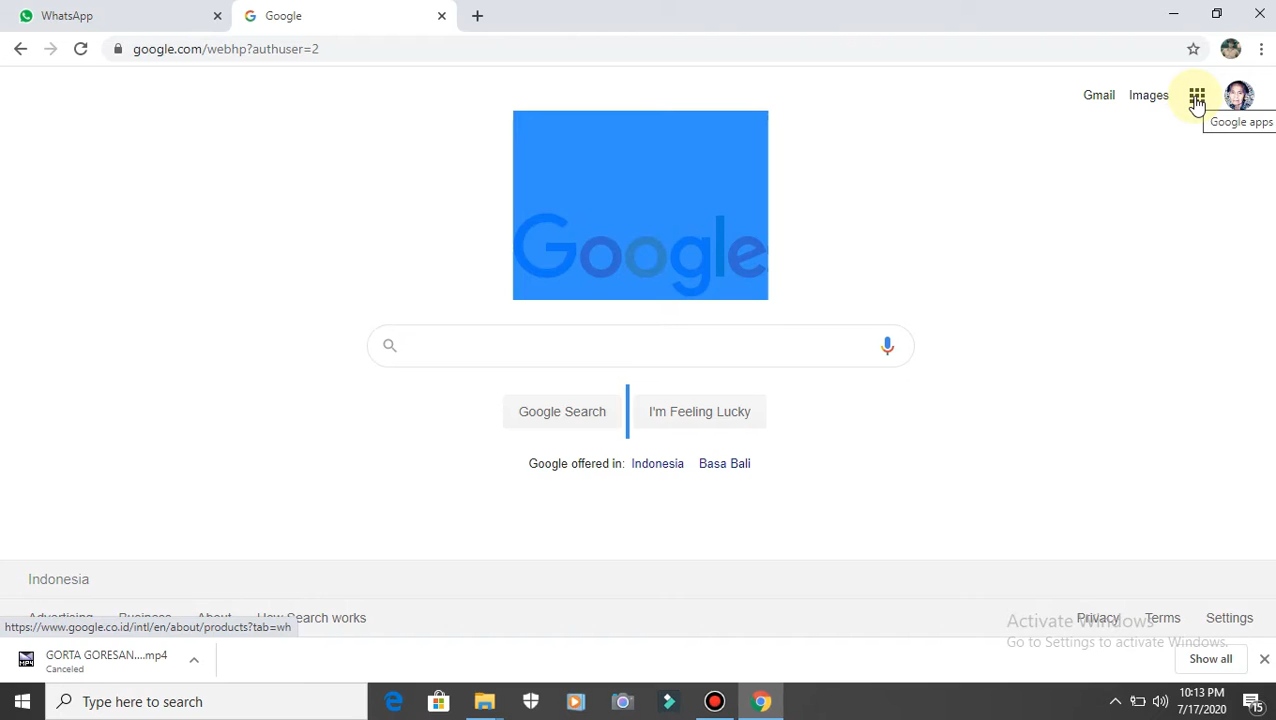 WhatsApp
Google
google.com/webhp?authuser=2
Gmail Images
Google apps
Google
Google Search I'm Feeling Lucky
Google offered in: Indonesia Basa Bali
Indonesia
Advertising Business About How Search works Privacy Terms Settings
https://www.google.co.id/intl/en/about/products?tab=wh
Activate Windows
Go to Settings to activate Windows.
GORTA GORESAN....mp4
Canceled
Show all
Type here to search
10:13 PM
7/17/2020
15